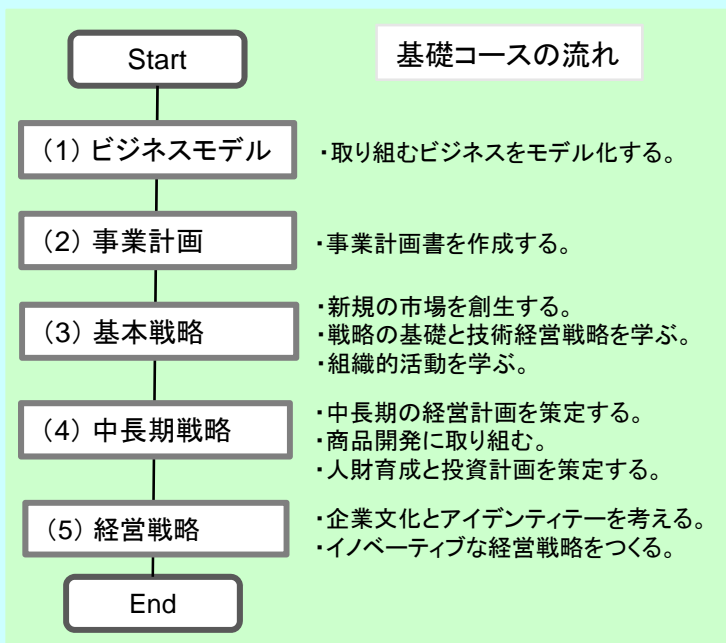 Start
基礎コースの流れ
(1) ビジネスモデル
・取り組むビジネスをモデル化する。
(2) 事業計画
・事業計画書を作成する。
(3) 基本戦略
・新規の市場を創生する。
・戦略の基礎と技術経営戦略を学ぶ。
・組織的活動を学ぶ。
(4) 中長期戦略
・中長期の経営計画を策定する。
・商品開発に取り組む。
・人財育成と投資計画を策定する。
(5) 経営戦略
・企業文化とアイデンティテーを考える。
・イノベーティブな経営戦略をつくる。
End